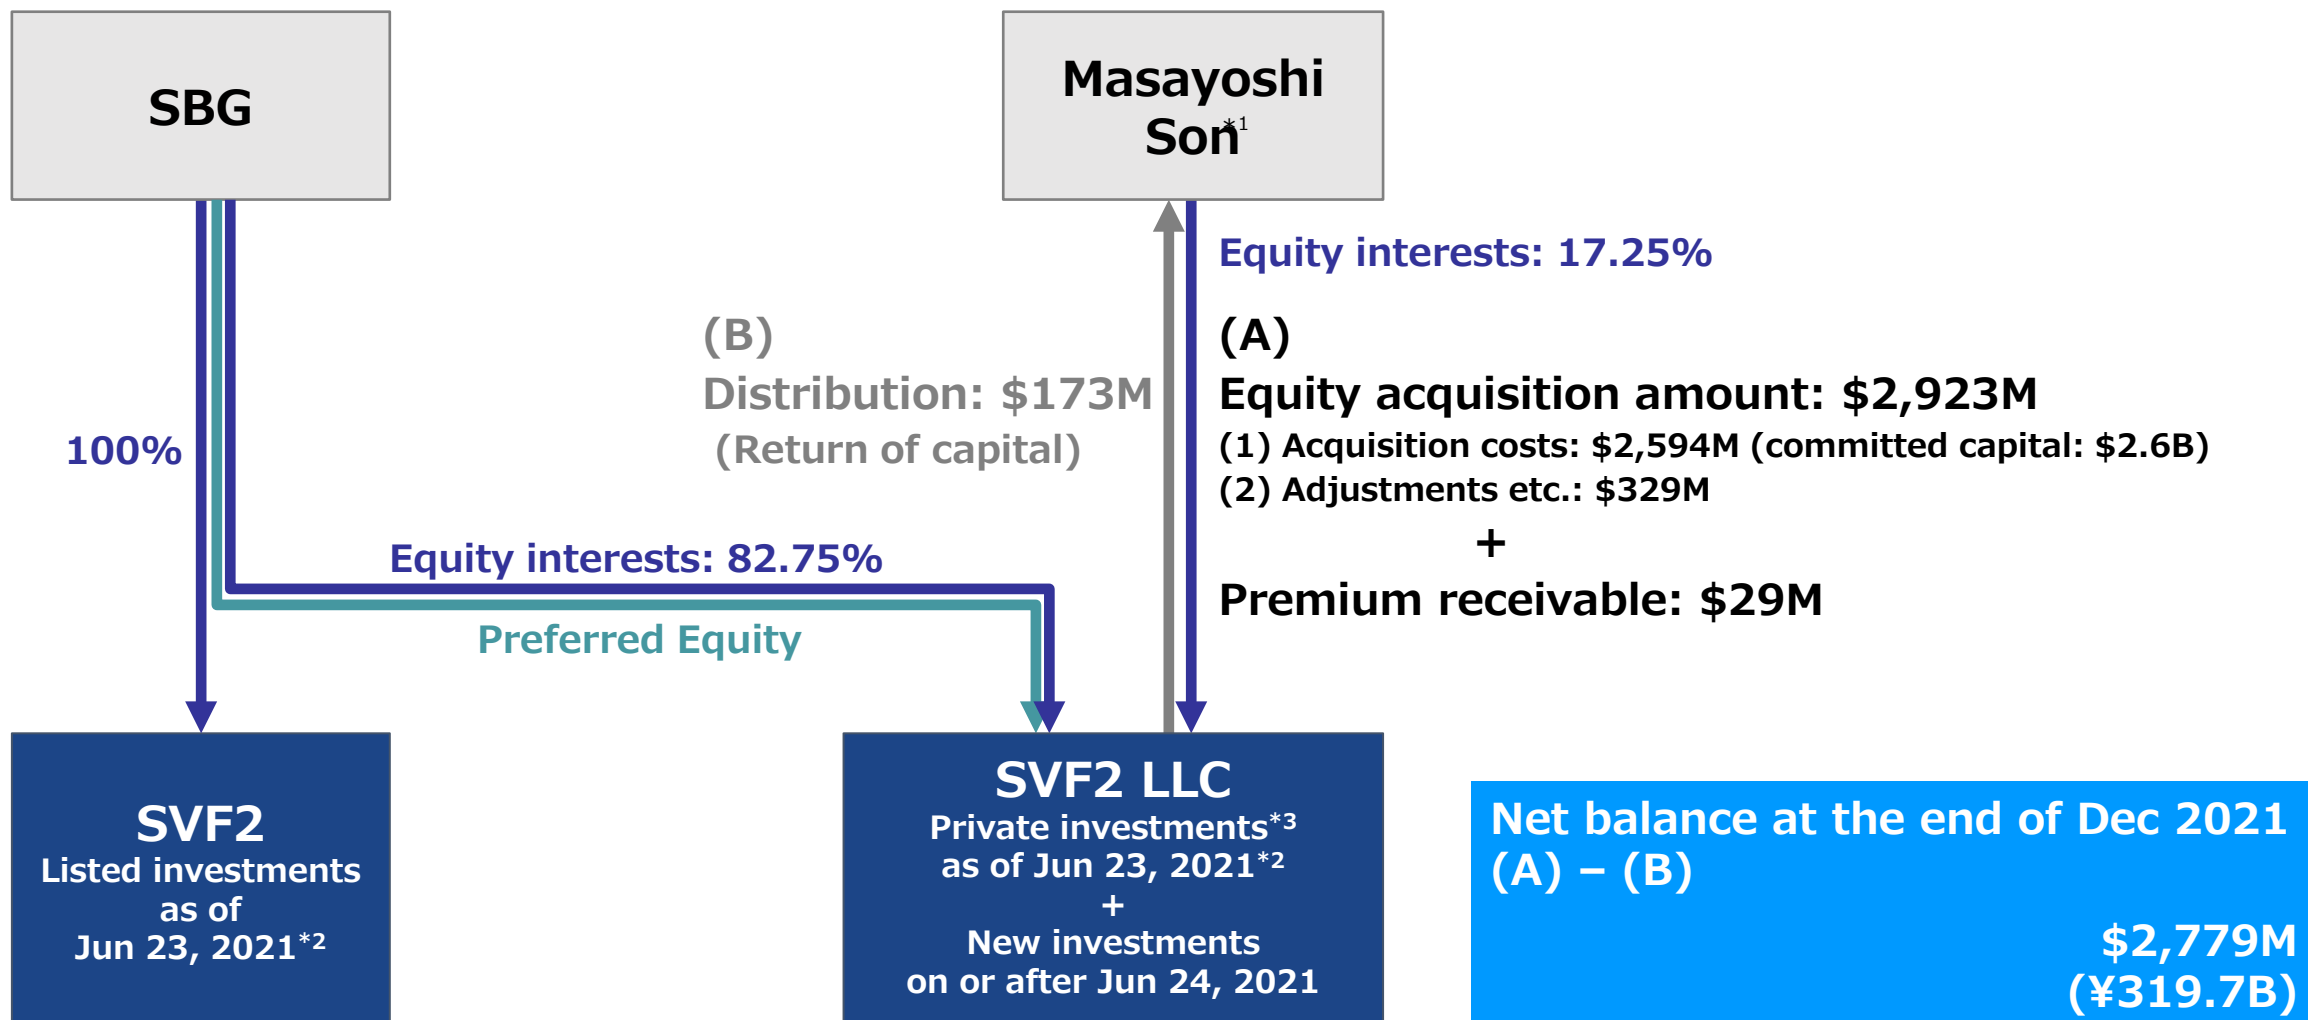 SBG
Masayoshi
Son*1
Equity interests: 17.25%
(B)
Distribution: $173M
(Return of capital)
(A)
Equity acquisition amount: $2,923M
(1) Acquisition costs: $2,594M (committed capital: $2.6B)
(2) Adjustments etc.: $329M
+
Premium receivable: $29M
100%
Equity interests: 82.75%
Preferred Equity
SVF2
Listed investments
as of
Jun 23, 2021*2
SVF2 LLC
Private investments*3
as of Jun 23, 2021*2
+
New investments
on or after Jun 24, 2021
Net balance at the end of Dec 2021
(A) – (B)
$2,779M
(¥319.7B)